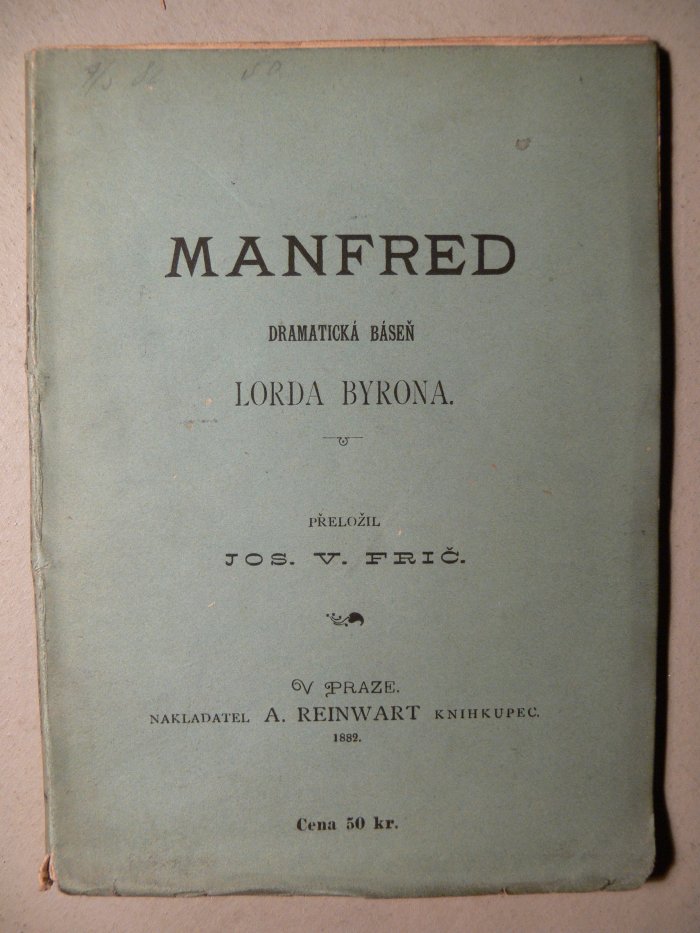 MANFRED
DRAMATICKÁ BÁSEŇ
LORDA BYRONA.
PŘELOŽIL
JOS. V. FRIČ.
V PRAZE.
NAKLADATEL A. REINWART KNIHKUPEC.
1882.
Cena 50 kr.